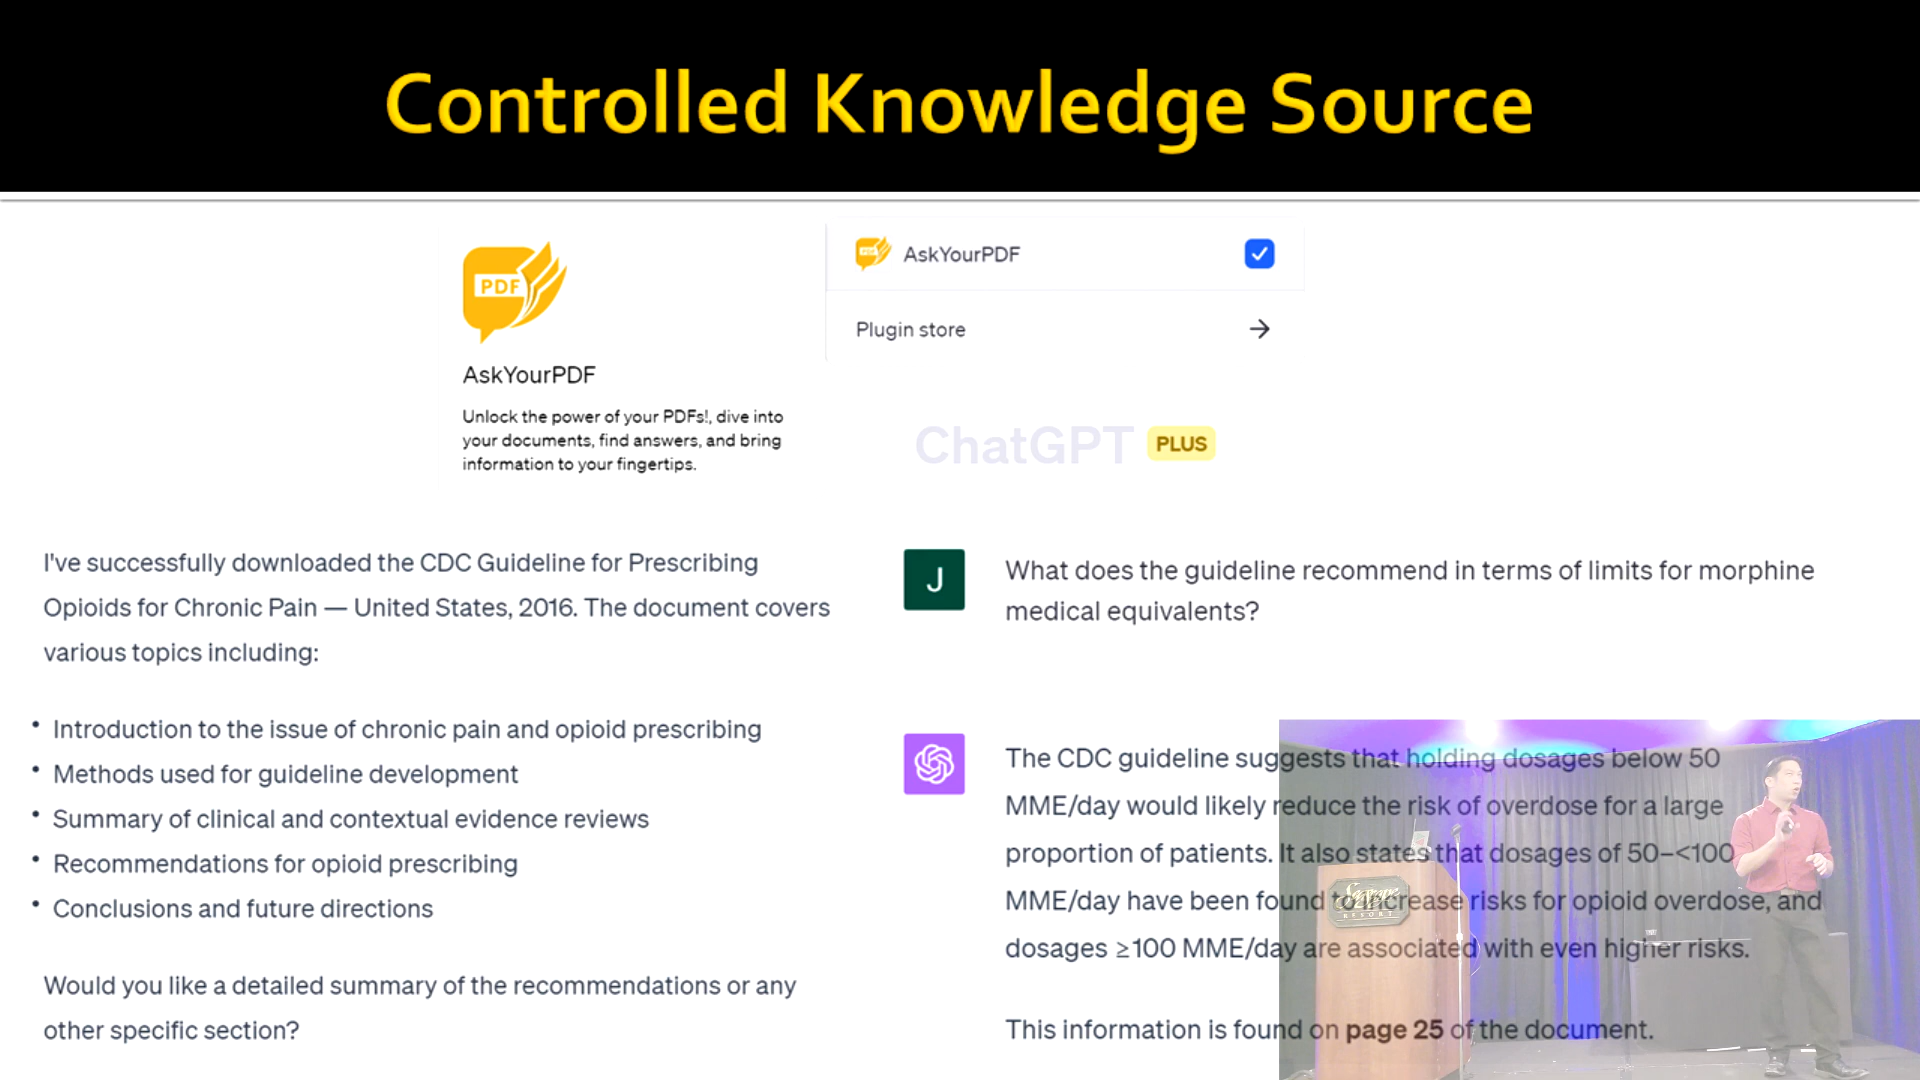 Controlled Knowledge Source
PDF
AskYourPDF
Unlock the power of your PDFs!, dive into
your documents, find answers, and bring
information to your fingertips.
AskYourPDF
Plugin store
ChatGPT PLUS
I've successfully downloaded the CDC Guideline for Prescribing
Opioids for Chronic Pain — United States, 2016. The document covers
various topics including:
• Introduction to the issue of chronic pain and opioid prescribing
• Methods used for guideline development
• Summary of clinical and contextual evidence reviews
• Recommendations for opioid prescribing
• Conclusions and future directions
Would you like a detailed summary of the recommendations or any
other specific section?
J
What does the guideline recommend in terms of limits for morphine
medical equivalents?
The CDC guideline suggests that holding dosages below 50
MME/day would likely reduce the risk of overdose for a large
proportion of patients. It also states that dosages of 50–<100
MME/day have been found to increase risks for opioid overdose, and
dosages ≥100 MME/day are associated with even higher risks.
This information is found on page 25 of the document.
RESORT